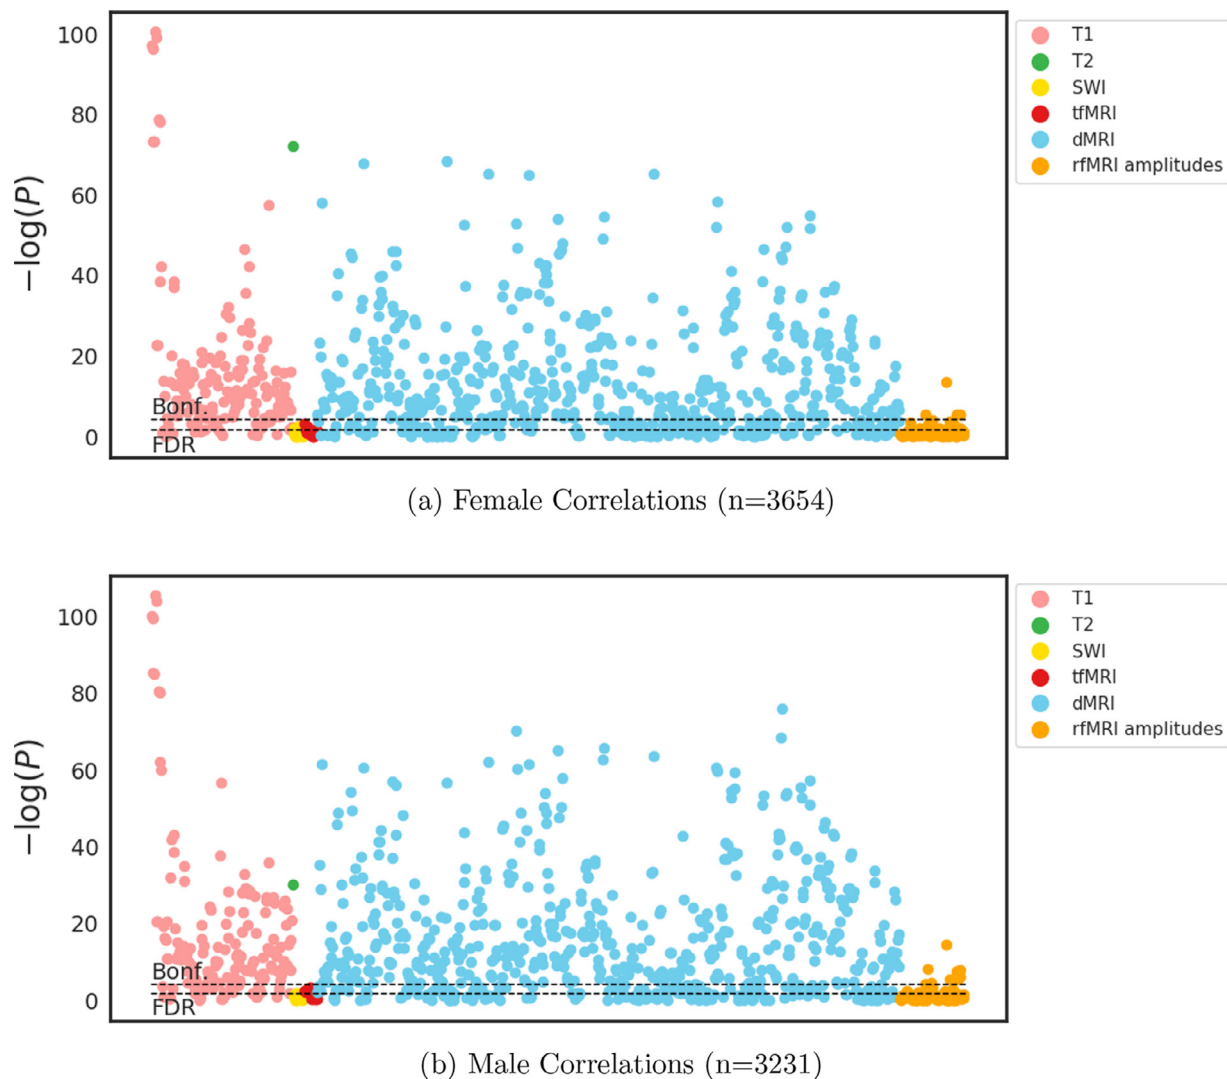 100
80
60
40
20
0
−log(P)
Bonf.
FDR
T1
T2
SWI
tfMRI
dMRI
rfMRI amplitudes
(a) Female Correlations (n=3654)
100
80
60
40
20
0
−log(P)
Bonf.
FDR
T1
T2
SWI
tfMRI
dMRI
rfMRI amplitudes
(b) Male Correlations (n=3231)